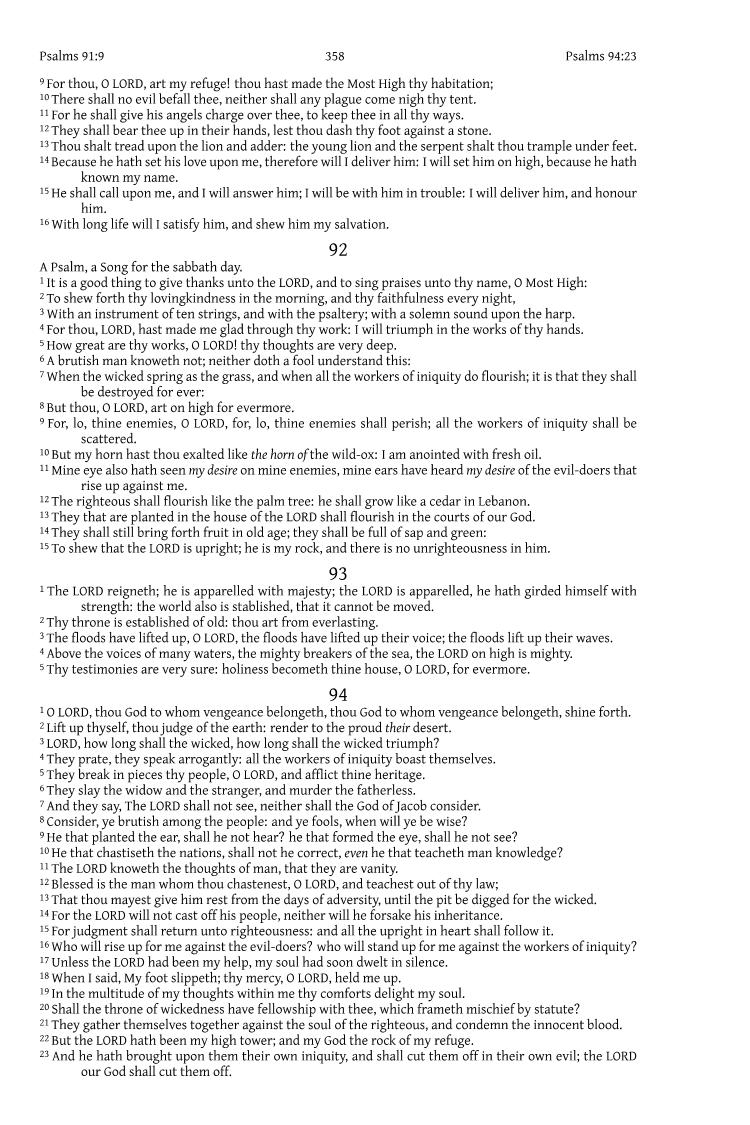 Psalms 91:9 358 Psalms 94:23
9 For thou, O LORD, art my refuge! thou hast made the Most High thy habitation;
10 There shall no evil befall thee, neither shall any plague come nigh thy tent.
11 For he shall give his angels charge over thee, to keep thee in all thy ways.
12 They shall bear thee up in their hands, lest thou dash thy foot against a stone.
13 Thou shalt tread upon the lion and adder: the young lion and the serpent shalt thou trample under feet.
14 Because he hath set his love upon me, therefore will I deliver him: I will set him on high, because he hath
known my name.
15 He shall call upon me, and I will answer him; I will be with him in trouble: I will deliver him, and honour
him.
16 With long life will I satisfy him, and shew him my salvation.
92
A Psalm, a Song for the sabbath day.
1 It is a good thing to give thanks unto the LORD, and to sing praises unto thy name, O Most High:
2 To shew forth thy lovingkindness in the morning, and thy faithfulness every night,
3 With an instrument of ten strings, and with the psaltery; with a solemn sound upon the harp.
4 For thou, LORD, hast made me glad through thy work: I will triumph in the works of thy hands.
5 How great are thy works, O LORD! thy thoughts are very deep.
6 A brutish man knoweth not; neither doth a fool understand this:
7 When the wicked spring as the grass, and when all the workers of iniquity do flourish; it is that they shall
be destroyed for ever:
8 But thou, O LORD, art on high for evermore.
9 For, lo, thine enemies, O LORD, for, lo, thine enemies shall perish; all the workers of iniquity shall be
scattered.
10 But my horn hast thou exalted like the horn of the wild-ox: I am anointed with fresh oil.
11 Mine eye also hath seen my desire on mine enemies, mine ears have heard my desire of the evil-doers that
rise up against me.
12 The righteous shall flourish like the palm tree: he shall grow like a cedar in Lebanon.
13 They that are planted in the house of the LORD shall flourish in the courts of our God.
14 They shall still bring forth fruit in old age; they shall be full of sap and green:
15 To shew that the LORD is upright; he is my rock, and there is no unrighteousness in him.
93
1 The LORD reigneth; he is apparelled with majesty; the LORD is apparelled, he hath girded himself with
strength: the world also is stablished, that it cannot be moved.
2 Thy throne is established of old: thou art from everlasting.
3 The floods have lifted up, O LORD, the floods have lifted up their voice; the floods lift up their waves.
4 Above the voices of many waters, the mighty breakers of the sea, the LORD on high is mighty.
5 Thy testimonies are very sure: holiness becometh thine house, O LORD, for evermore.
94
1 O LORD, thou God to whom vengeance belongeth, thou God to whom vengeance belongeth, shine forth.
2 Lift up thyself, thou judge of the earth: render to the proud their desert.
3 LORD, how long shall the wicked, how long shall the wicked triumph?
4 They prate, they speak arrogantly: all the workers of iniquity boast themselves.
5 They break in pieces thy people, O LORD, and afflict thine heritage.
6 They slay the widow and the stranger, and murder the fatherless.
7 And they say, The LORD shall not see, neither shall the God of Jacob consider.
8 Consider, ye brutish among the people: and ye fools, when will ye be wise?
9 He that planted the ear, shall he not hear? he that formed the eye, shall he not see?
10 He that chastiseth the nations, shall not he correct, even he that teacheth man knowledge?
11 The LORD knoweth the thoughts of man, that they are vanity.
12 Blessed is the man whom thou chastenest, O LORD, and teachest out of thy law;
13 That thou mayest give him rest from the days of adversity, until the pit be digged for the wicked.
14 For the LORD will not cast off his people, neither will he forsake his inheritance.
15 For judgment shall return unto righteousness: and all the upright in heart shall follow it.
16 Who will rise up for me against the evil-doers? who will stand up for me against the workers of iniquity?
17 Unless the LORD had been my help, my soul had soon dwelt in silence.
18 When I said, My foot slippeth; thy mercy, O LORD, held me up.
19 In the multitude of my thoughts within me thy comforts delight my soul.
20 Shall the throne of wickedness have fellowship with thee, which frameth mischief by statute?
21 They gather themselves together against the soul of the righteous, and condemn the innocent blood.
22 But the LORD hath been my high tower; and my God the rock of my refuge.
23 And he hath brought upon them their own iniquity, and shall cut them off in their own evil; the LORD
our God shall cut them off.